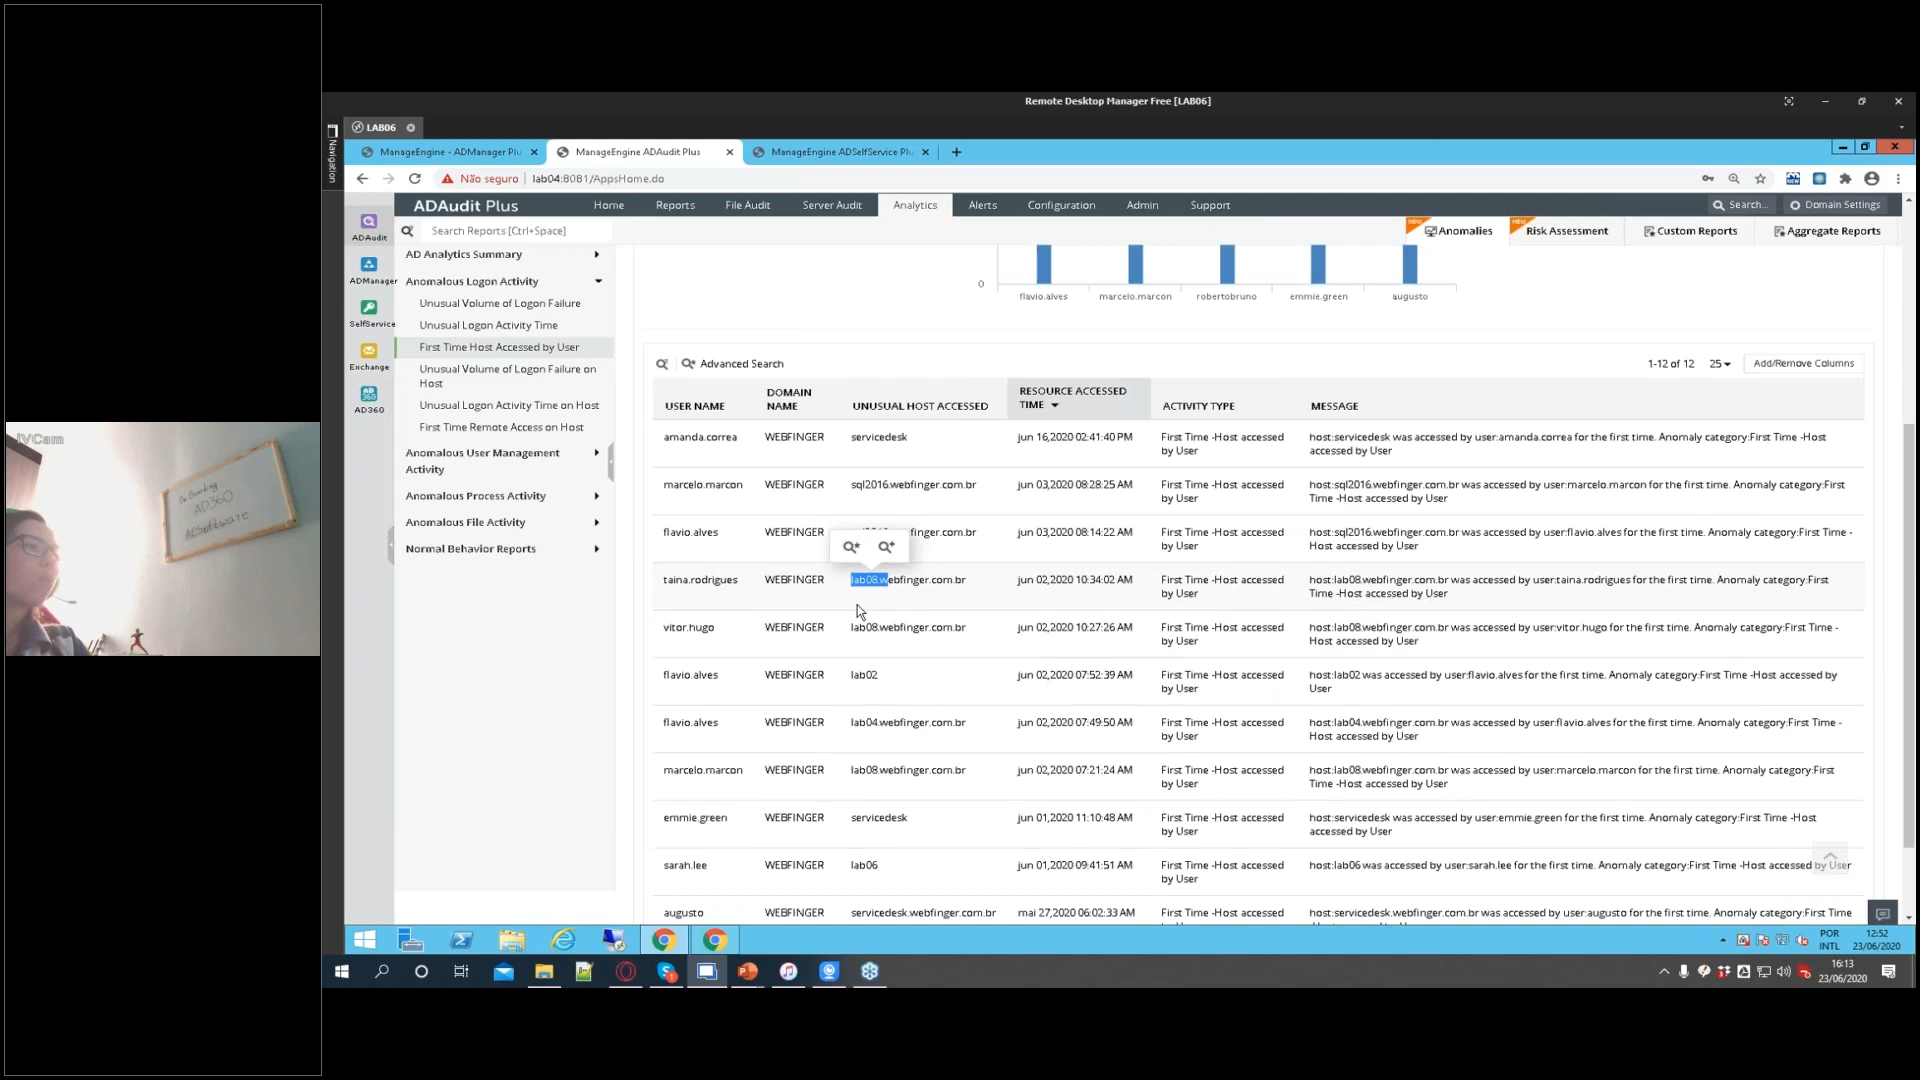 Remote Desktop Manager Free [LAB06]
LAB06
Navigation
ManageEngine - ADManager Plu
ManageEngine ADAudit Plus
ManageEngine ADSelfService Plu
Não seguro
lab04:8081/AppsHome.do
ADAudit Plus
Home
Reports
File Audit
Server Audit
Analytics
Alerts
Configuration
Admin
Support
Search...
Domain Settings
Search Reports [Ctrl+Space]
NEW
Anomalies
NEW
Risk Assessment
Custom Reports
Aggregate Reports
ADAudit
ADManager
SelfService
Exchange
AD360
AD Analytics Summary
Anomalous Logon Activity
Unusual Volume of Logon Failure
Unusual Logon Activity Time
First Time Host Accessed by User
Unusual Volume of Logon Failure on
Host
Unusual Logon Activity Time on Host
First Time Remote Access on Host
Anomalous User Management
Activity
Anomalous Process Activity
Anomalous File Activity
Normal Behavior Reports
0
flavio.alves
marcelo.marcon
robertobruno
emmie.green
augusto
Advanced Search
1-12 of 12
25
Add/Remove Columns
USER NAME
DOMAIN
NAME
UNUSUAL HOST ACCESSED
RESOURCE ACCESSED
TIME
ACTIVITY TYPE
MESSAGE
amanda.correa WEBFINGER servicedesk jun 16,2020 02:41:40 PM First Time -Host accessed host:servicedesk was accessed by user:amanda.correa for the first time. Anomaly category:First Time -Host
by User accessed by User
marcelo.marcon WEBFINGER sql2016.webfinger.com.br jun 03,2020 08:28:25 AM First Time -Host accessed host:sql2016.webfinger.com.br was accessed by user:marcelo.marcon for the first time. Anomaly category:First
by User Time -Host accessed by User
flavio.alves WEBFINGER finger.com.br jun 03,2020 08:14:22 AM First Time -Host accessed host:sql2016.webfinger.com.br was accessed by user:flavio.alves for the first time. Anomaly category:First Time -
by User Host accessed by User
taina.rodrigues WEBFINGER lab08.webfinger.com.br jun 02,2020 10:34:02 AM First Time -Host accessed host:lab08.webfinger.com.br was accessed by user:taina.rodrigues for the first time. Anomaly category:First
by User Time -Host accessed by User
vitor.hugo WEBFINGER lab08.webfinger.com.br jun 02,2020 10:27:26 AM First Time -Host accessed host:lab08.webfinger.com.br was accessed by user:vitor.hugo for the first time. Anomaly category:First Time -
by User Host accessed by User
flavio.alves WEBFINGER lab02 jun 02,2020 07:52:39 AM First Time -Host accessed host:lab02 was accessed by user:flavio.alves for the first time. Anomaly category:First Time -Host accessed by
by User User
flavio.alves WEBFINGER lab04.webfinger.com.br jun 02,2020 07:49:50 AM First Time -Host accessed host:lab04.webfinger.com.br was accessed by user:flavio.alves for the first time. Anomaly category:First Time -
by User Host accessed by User
marcelo.marcon WEBFINGER lab08.webfinger.com.br jun 02,2020 07:21:24 AM First Time -Host accessed host:lab08.webfinger.com.br was accessed by user:marcelo.marcon for the first time. Anomaly category:First
by User Time -Host accessed by User
emmie.green WEBFINGER servicedesk jun 01,2020 11:10:48 AM First Time -Host accessed host:servicedesk was accessed by user:emmie.green for the first time. Anomaly category:First Time -Host
by User accessed by User
sarah.lee WEBFINGER lab06 jun 01,2020 09:41:51 AM First Time -Host accessed host:lab06 was accessed by user:sarah.lee for the first time. Anomaly category:First Time -Host accessed by User
by User
augusto WEBFINGER servicedesk.webfinger.com.br mai 27,2020 06:02:33 AM First Time -Host accessed host:servicedesk.webfinger.com.br was accessed by user:augusto for the first time. Anomaly category:First Time
POR
INTL
12:52
23/06/2020
16:13
23/06/2020
iVCam
On Boarding
AD360
ACSoftware